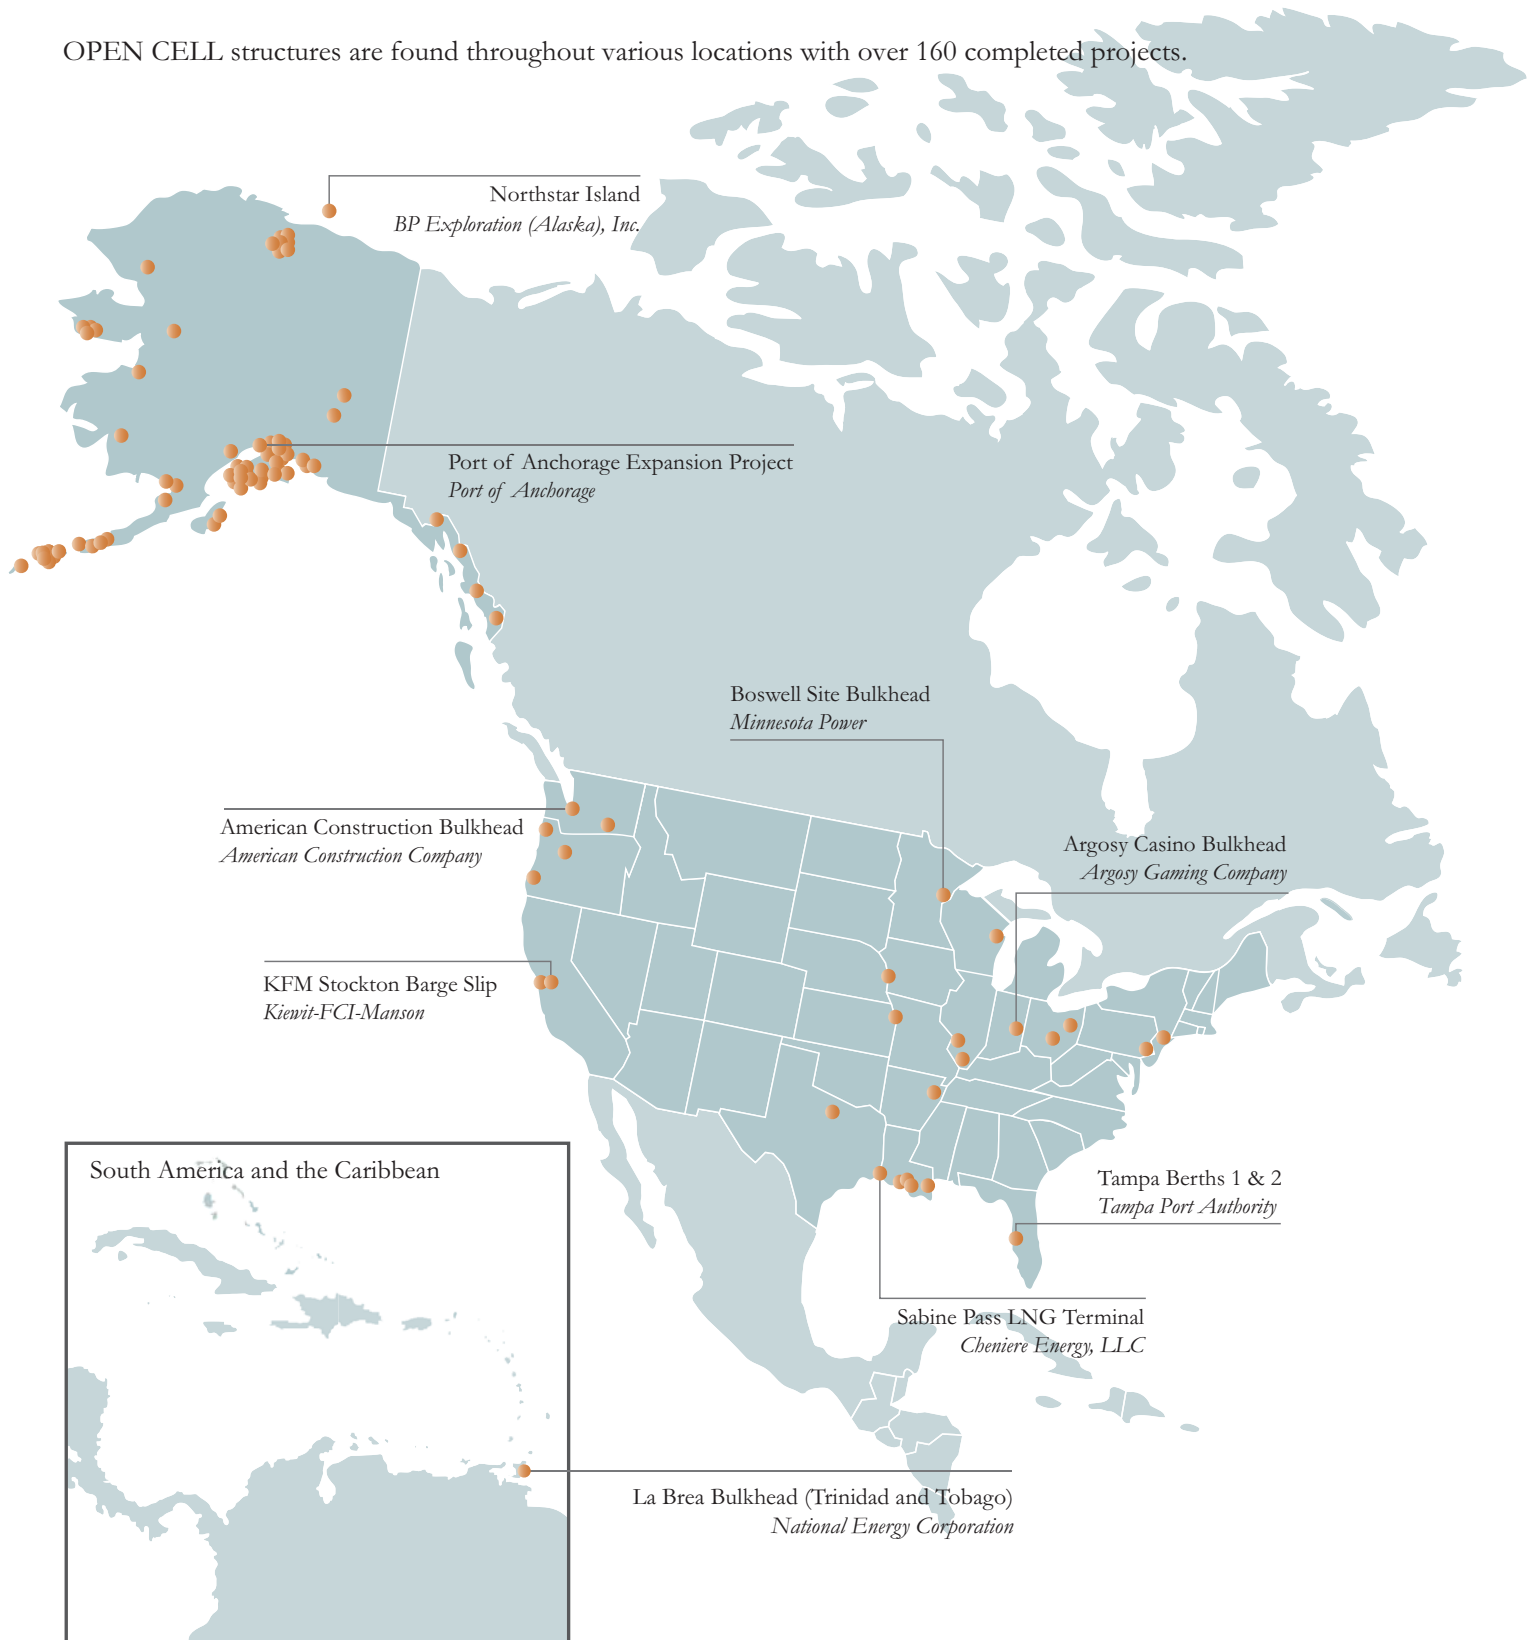 OPEN CELL structures are found throughout various locations with over 160 completed projects.
Northstar Island
BP Exploration (Alaska), Inc.
Port of Anchorage Expansion Project
Port of Anchorage
Boswell Site Bulkhead
Minnesota Power
American Construction Bulkhead
American Construction Company
Argosy Casino Bulkhead
Argosy Gaming Company
KFM Stockton Barge Slip
Kiewit-FCI-Manson
South America and the Caribbean
Tampa Berths 1 & 2
Tampa Port Authority
Sabine Pass LNG Terminal
Cheniere Energy, LLC
La Brea Bulkhead (Trinidad and Tobago)
National Energy Corporation